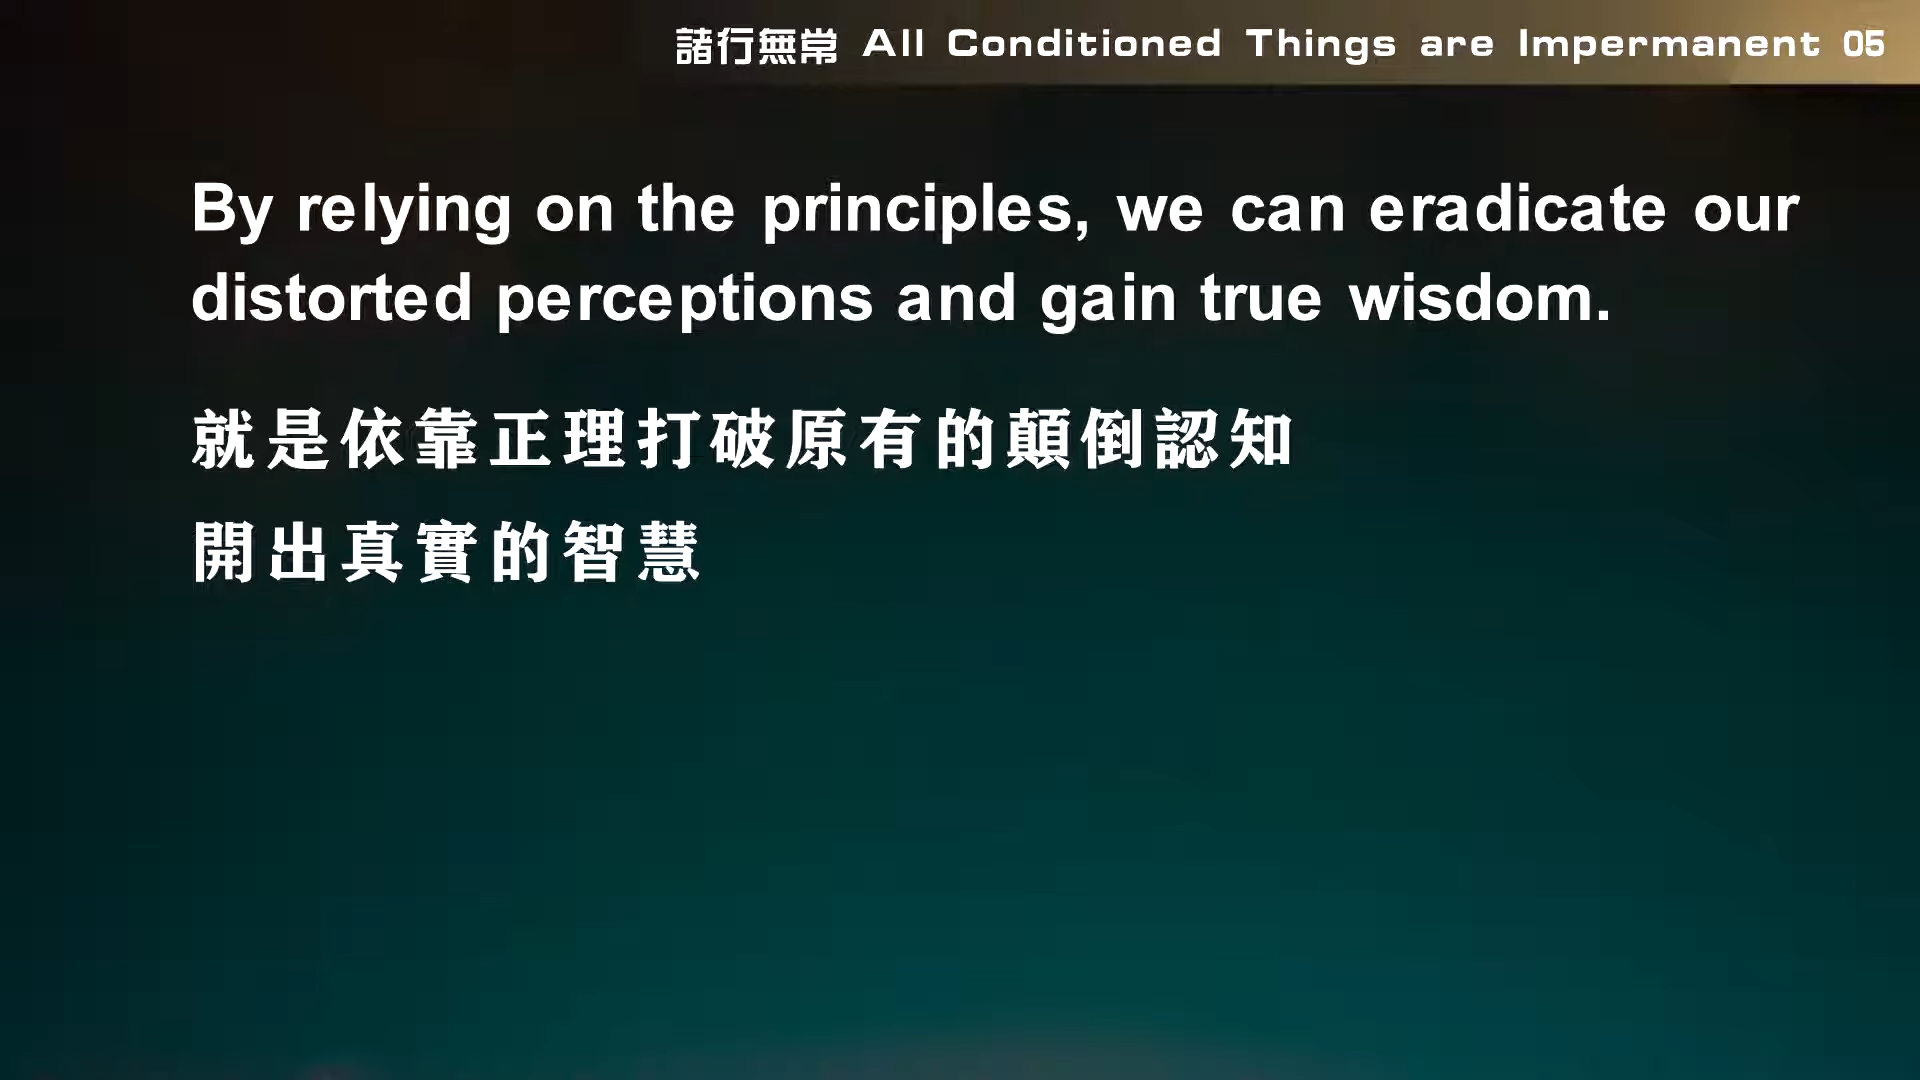 諸行無常 All Conditioned Things are Impermanent 05
By relying on the principles, we can eradicate our
distorted perceptions and gain true wisdom.
就是依靠正理打破原有的顛倒認知
開出真實的智慧